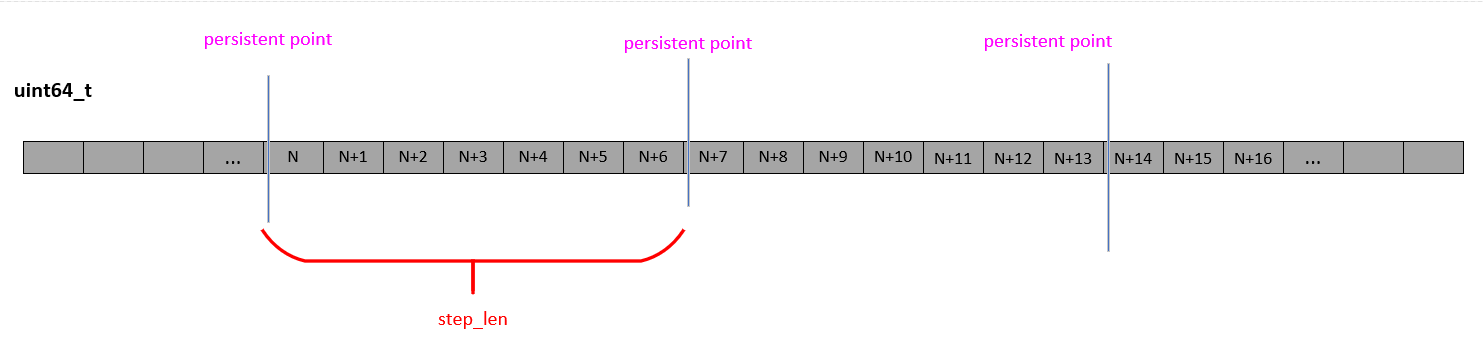 persistent point
persistent point
persistent point
uint64_t
... N N+1 N+2 N+3 N+4 N+5 N+6 N+7 N+8 N+9 N+10 N+11 N+12 N+13 N+14 N+15 N+16 ...
step_len